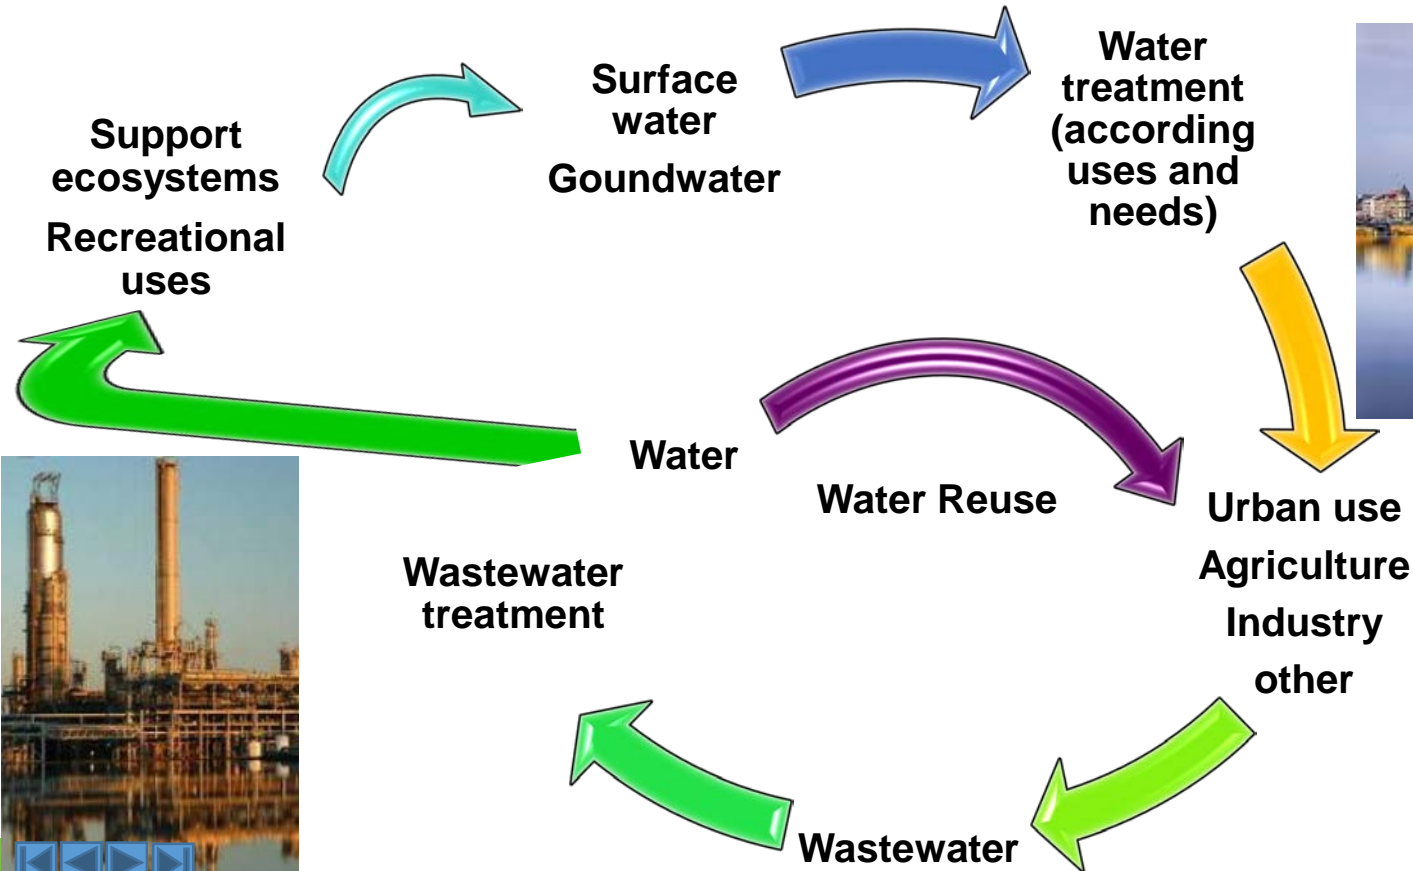 Support
ecosystems
Recreational
uses
Surface
water
Goundwater
Water
treatment
(according
uses and
needs)
Water
Water Reuse
Urban use
Agriculture
Industry
other
Wastewater
treatment
Wastewater